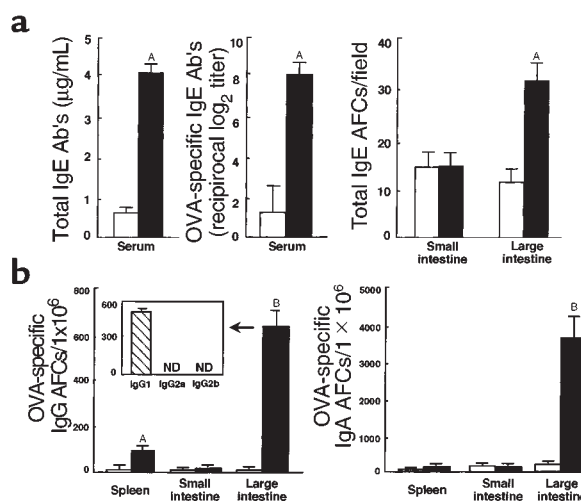 a
Total IgE Ab's (µg/mL)
5
4
3
2
1
0
A
Serum
OVA-specific IgE Ab's
(reciprocal log2 titer)
10
8
6
4
2
0
A
Serum
Total IgE AFCs/field
40
30
20
10
A
Small
intestine
Large
intestine
b
OVA-specific
IgG AFCs/1x10⁶
800
600
400
200
0
A
B
600
300
0
ND ND
IgG1 IgG2a IgG2b
Spleen
Small
intestine
Large
intestine
OVA-specific
IgA AFCs/1 × 10⁶
5000
4000
3000
2000
1000
0
B
Spleen
Small
intestine
Large
intestine